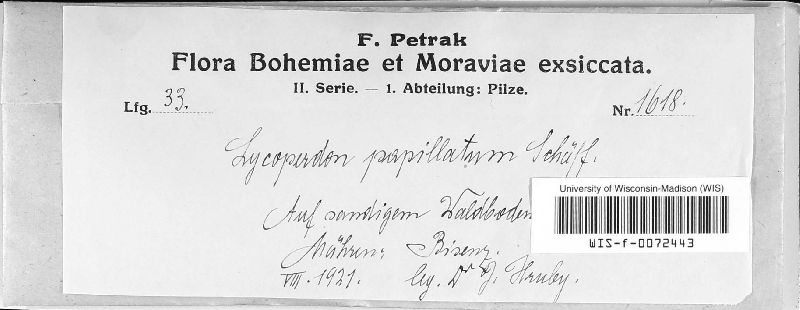 F. Petrak
Flora Bohemiae et Moraviae exsiccata.
II. Serie. — 1. Abteilung: Pilze.
Lfg. 33.
Nr. 1618.
Lycoperdon papillatum Schäff.
Auf sandigem Waldboden
Mähren: Bisenz.
VIII. 1921. leg. Dr J. Hruby.
University of Wisconsin-Madison (WIS)
WIS-f-0072443